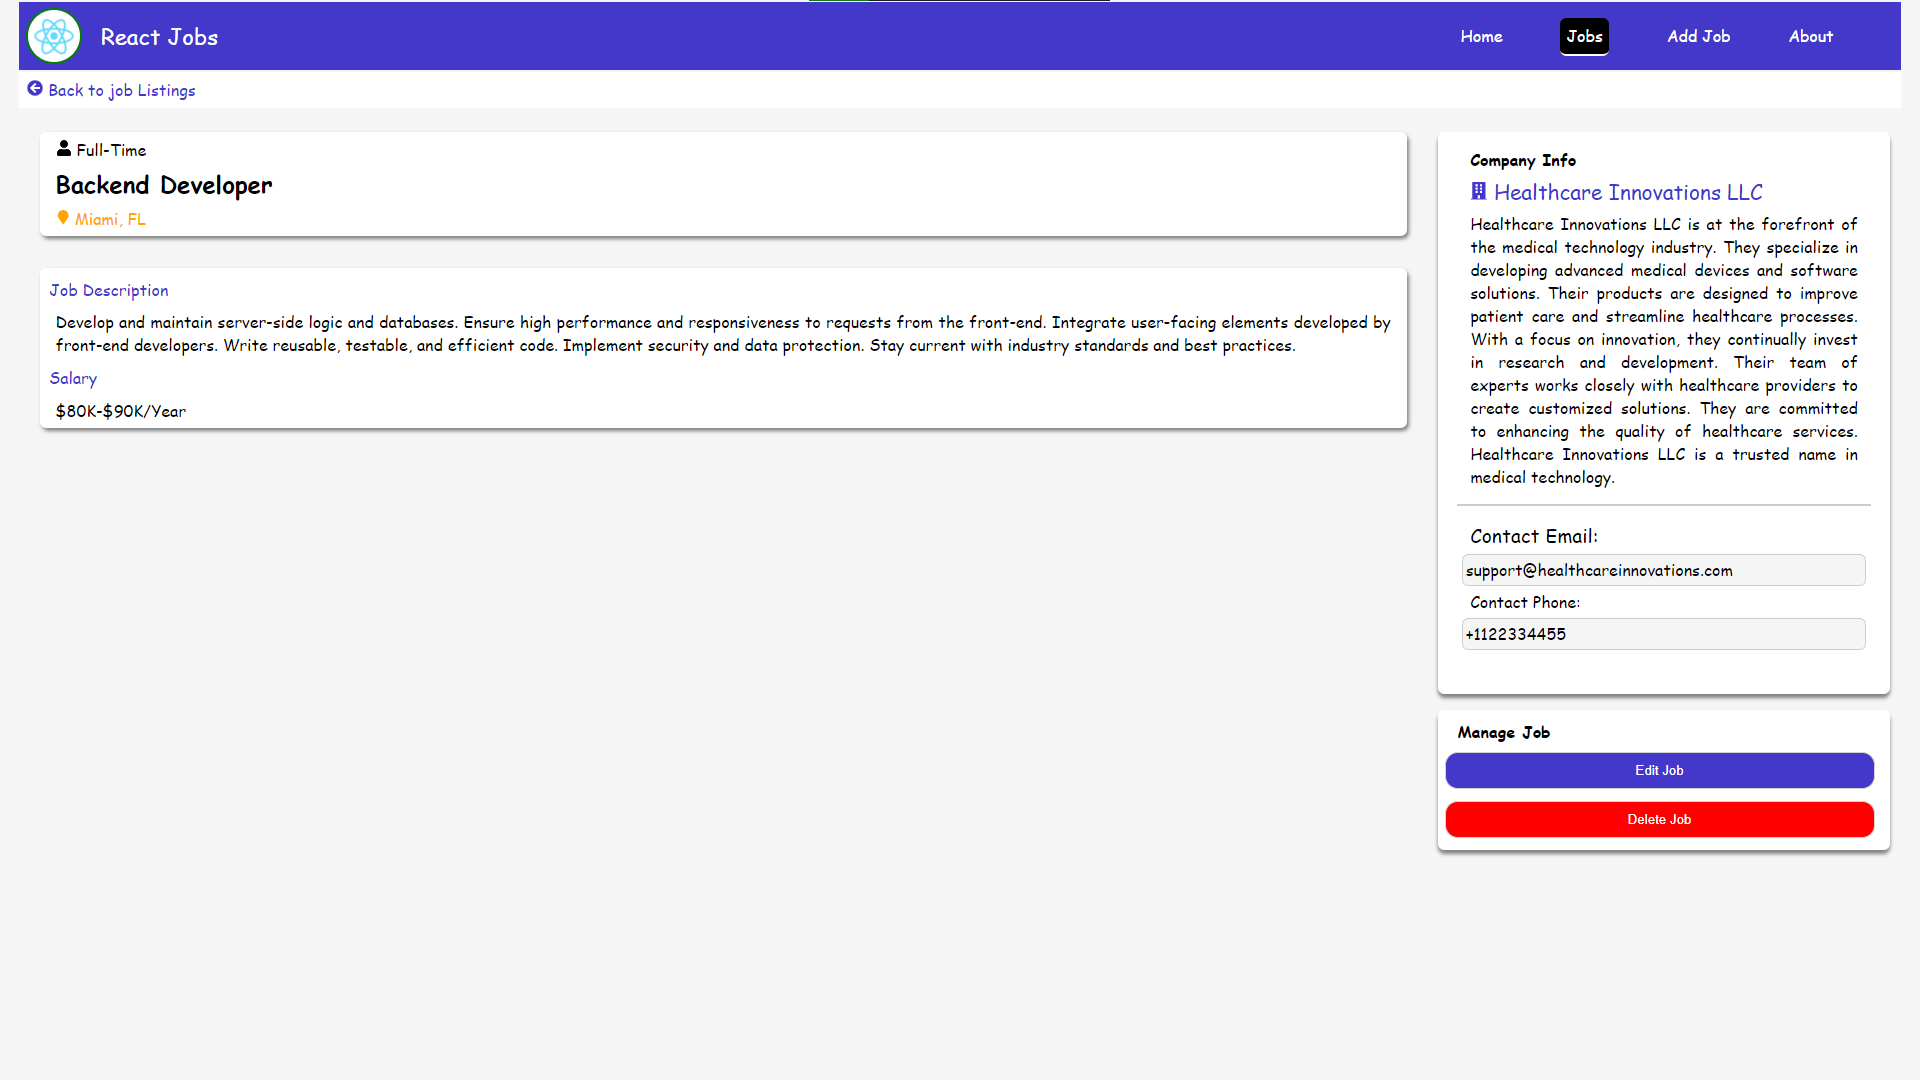 React Jobs
Home
Jobs
Add Job
About
Back to job Listings
Full-Time
Backend Developer
Miami, FL
Job Description
Develop and maintain server-side logic and databases. Ensure high performance and responsiveness to requests from the front-end. Integrate user-facing elements developed by
front-end developers. Write reusable, testable, and efficient code. Implement security and data protection. Stay current with industry standards and best practices.
Salary
$80K-$90K/Year
Company Info
Healthcare Innovations LLC
Healthcare Innovations LLC is at the forefront of
the medical technology industry. They specialize in
developing advanced medical devices and software
solutions. Their products are designed to improve
patient care and streamline healthcare processes.
With a focus on innovation, they continually invest
in research and development. Their team of
experts works closely with healthcare providers to
create customized solutions. They are committed
to enhancing the quality of healthcare services.
Healthcare Innovations LLC is a trusted name in
medical technology.
Contact Email:
support@healthcareinnovations.com
Contact Phone:
+1122334455
Manage Job
Edit Job
Delete Job